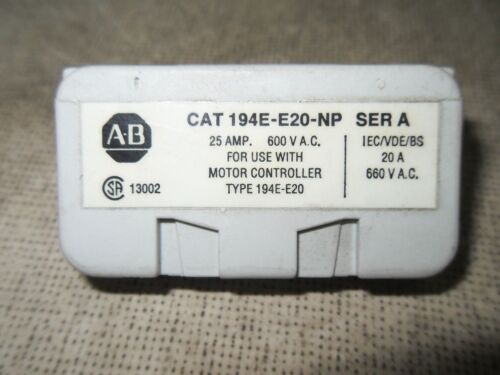 CAT 194E-E20-NP SER A
A-B
25 AMP. 600 V A.C.
FOR USE WITH
MOTOR CONTROLLER
TYPE 194E-E20
IEC/VDE/BS
20 A
660 V A.C.
SA 13002